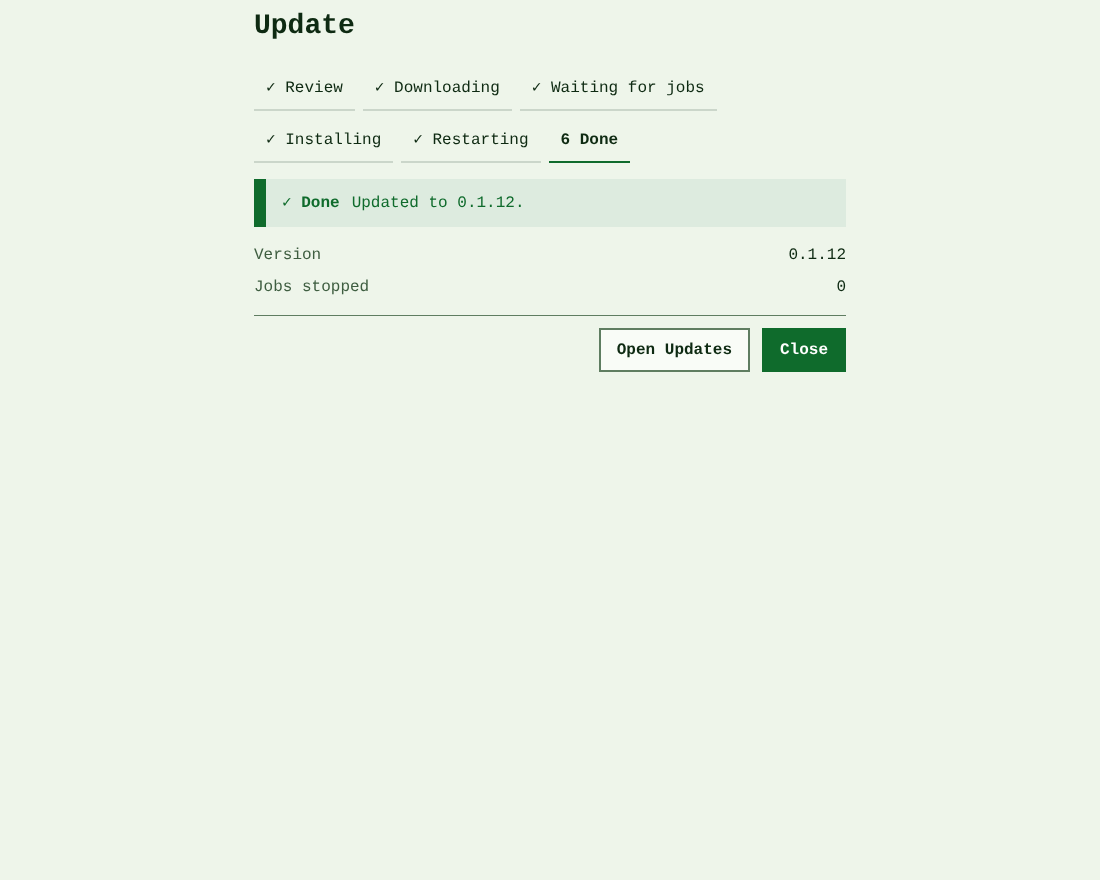 Update
✓ Review ✓ Downloading ✓ Waiting for jobs
✓ Installing ✓ Restarting 6 Done
✓ Done Updated to 0.1.12.
Version 0.1.12
Jobs stopped 0
Open Updates Close